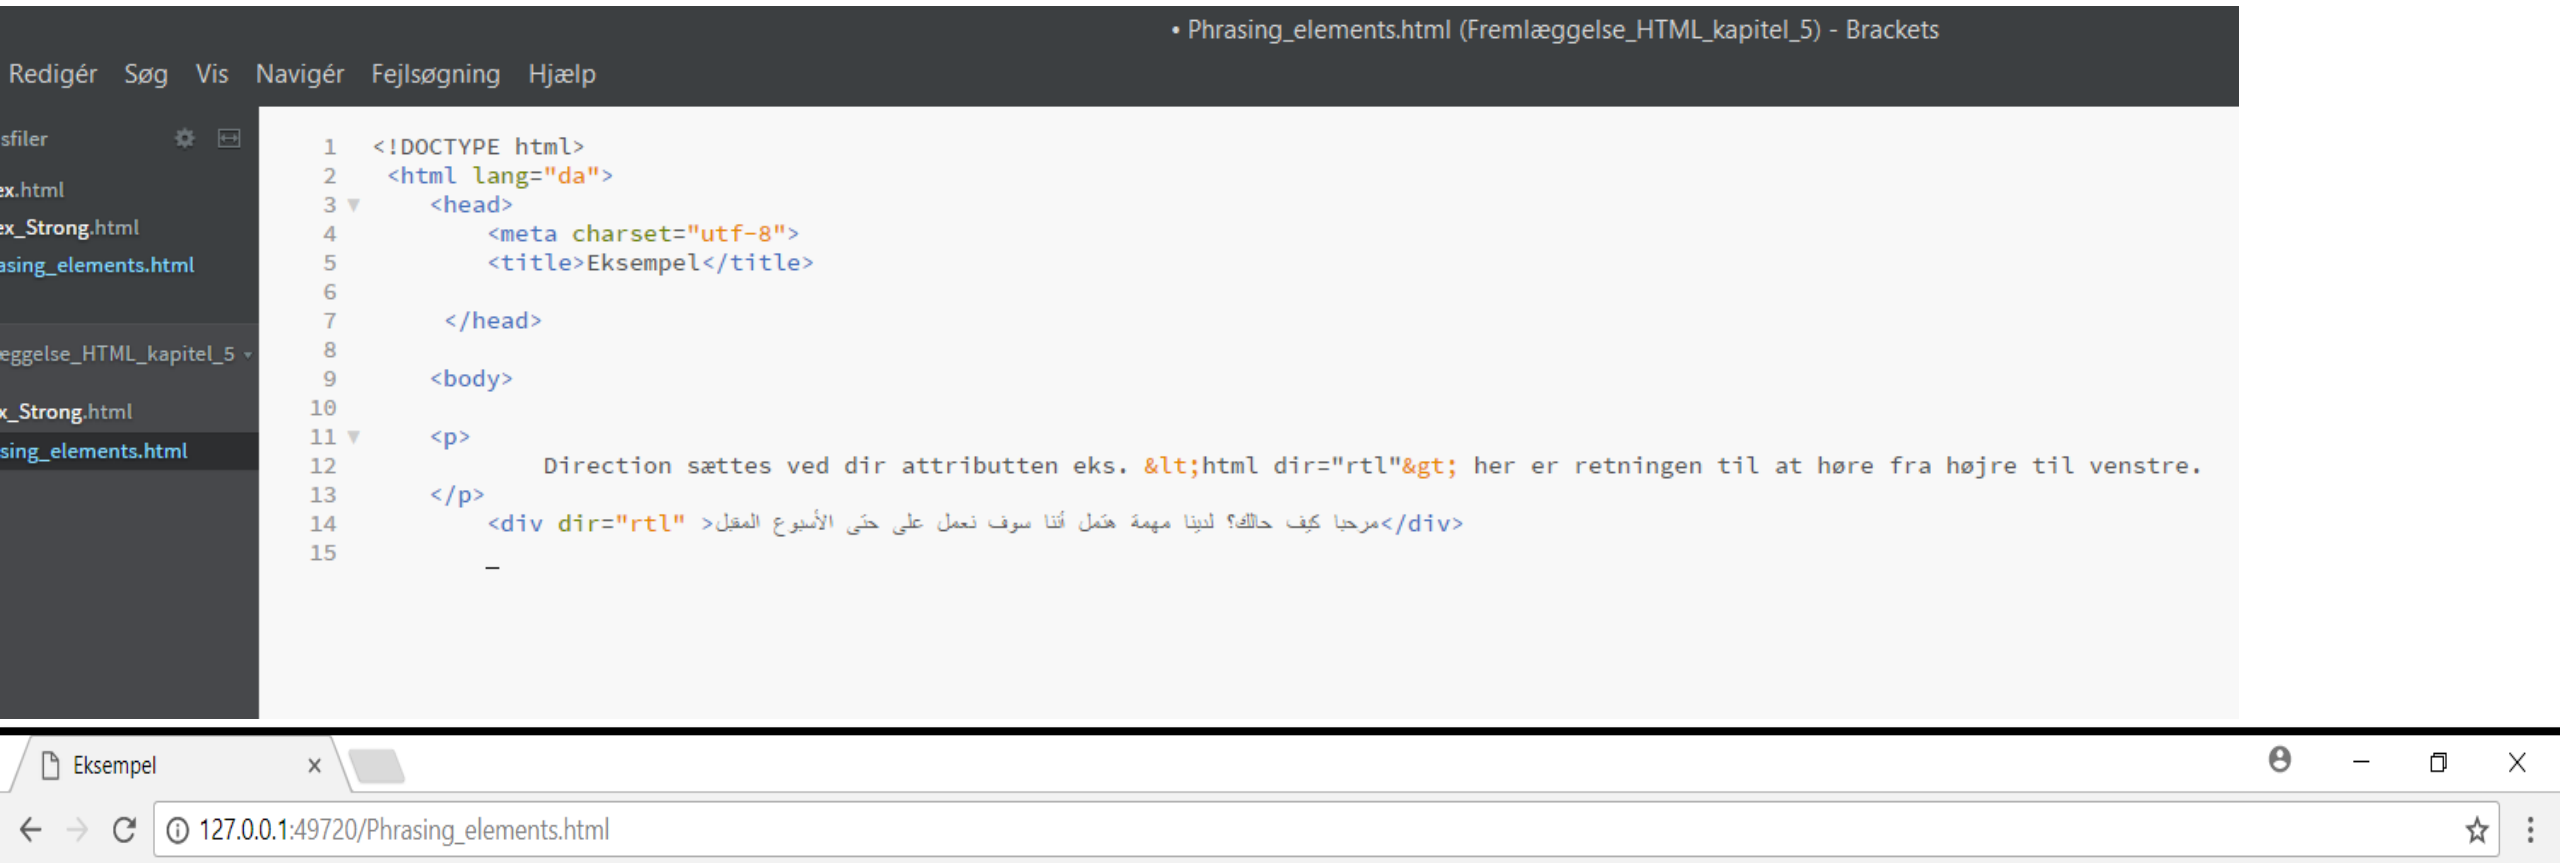 • Phrasing_elements.html (Fremlæggelse_HTML_kapitel_5) - Brackets
Redigér Søg Vis Navigér Fejlsøgning Hjælp
sfiler
ex.html
ex_Strong.html
asing_elements.html
eggelse_HTML_kapitel_5
x_Strong.html
sing_elements.html
1 <!DOCTYPE html>
2 <html lang="da">
3 <head>
4 <meta charset="utf-8">
5 <title>Eksempel</title>
6
7 </head>
8
9 <body>
10
11 <p>
12 Direction sættes ved dir attributten eks. &lt;html dir="rtl"&gt; her er retningen til at høre fra højre til venstre.
13 </p>
14 <div dir="rtl" >مرحبا كيف حالك؟ لدينا مهمة هتمل أننا سوف نعمل على حتى الأسبوع المقبل</div>
15
Eksempel
127.0.0.1:49720/Phrasing_elements.html